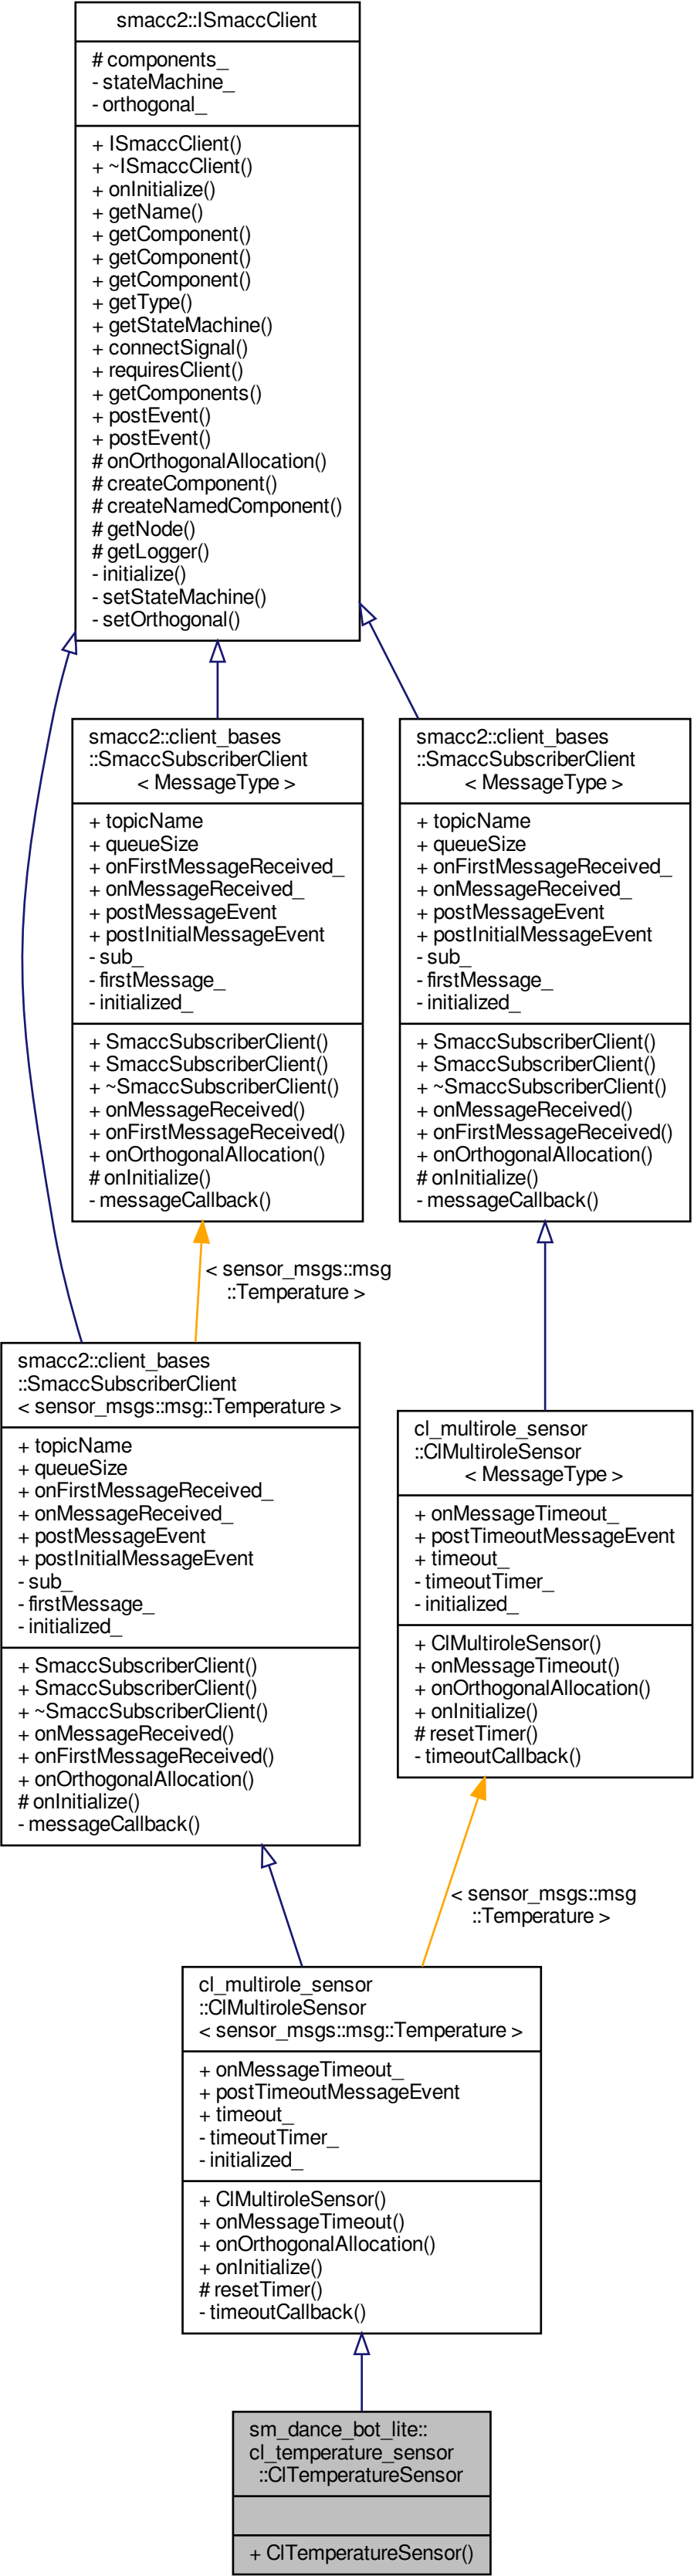 smacc2::ISmaccClient
# components_
- stateMachine_
- orthogonal_
+ ISmaccClient()
+ ~ISmaccClient()
+ onInitialize()
+ getName()
+ getComponent()
+ getComponent()
+ getComponent()
+ getType()
+ getStateMachine()
+ connectSignal()
+ requiresClient()
+ getComponents()
+ postEvent()
+ postEvent()
# onOrthogonalAllocation()
# createComponent()
# createNamedComponent()
# getNode()
# getLogger()
- initialize()
- setStateMachine()
- setOrthogonal()
smacc2::client_bases
::SmaccSubscriberClient
< MessageType >
+ topicName
+ queueSize
+ onFirstMessageReceived_
+ onMessageReceived_
+ postMessageEvent
+ postInitialMessageEvent
- sub_
- firstMessage_
- initialized_
+ SmaccSubscriberClient()
+ SmaccSubscriberClient()
+ ~SmaccSubscriberClient()
+ onMessageReceived()
+ onFirstMessageReceived()
+ onOrthogonalAllocation()
# onInitialize()
- messageCallback()
smacc2::client_bases
::SmaccSubscriberClient
< MessageType >
+ topicName
+ queueSize
+ onFirstMessageReceived_
+ onMessageReceived_
+ postMessageEvent
+ postInitialMessageEvent
- sub_
- firstMessage_
- initialized_
+ SmaccSubscriberClient()
+ SmaccSubscriberClient()
+ ~SmaccSubscriberClient()
+ onMessageReceived()
+ onFirstMessageReceived()
+ onOrthogonalAllocation()
# onInitialize()
- messageCallback()
< sensor_msgs::msg
::Temperature >
smacc2::client_bases
::SmaccSubscriberClient
< sensor_msgs::msg::Temperature >
+ topicName
+ queueSize
+ onFirstMessageReceived_
+ onMessageReceived_
+ postMessageEvent
+ postInitialMessageEvent
- sub_
- firstMessage_
- initialized_
+ SmaccSubscriberClient()
+ SmaccSubscriberClient()
+ ~SmaccSubscriberClient()
+ onMessageReceived()
+ onFirstMessageReceived()
+ onOrthogonalAllocation()
# onInitialize()
- messageCallback()
cl_multirole_sensor
::ClMultiroleSensor
< MessageType >
+ onMessageTimeout_
+ postTimeoutMessageEvent
+ timeout_
- timeoutTimer_
- initialized_
+ ClMultiroleSensor()
+ onMessageTimeout()
+ onOrthogonalAllocation()
+ onInitialize()
# resetTimer()
- timeoutCallback()
< sensor_msgs::msg
::Temperature >
cl_multirole_sensor
::ClMultiroleSensor
< sensor_msgs::msg::Temperature >
+ onMessageTimeout_
+ postTimeoutMessageEvent
+ timeout_
- timeoutTimer_
- initialized_
+ ClMultiroleSensor()
+ onMessageTimeout()
+ onOrthogonalAllocation()
+ onInitialize()
# resetTimer()
- timeoutCallback()
sm_dance_bot_lite::
cl_temperature_sensor
::ClTemperatureSensor
+ ClTemperatureSensor()